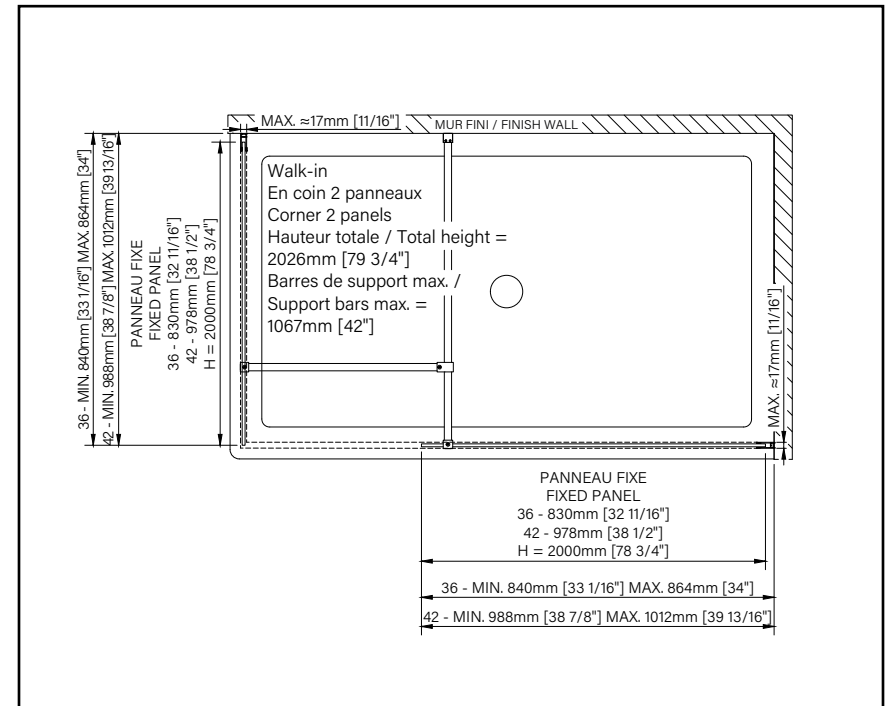 MAX. ≈17mm [11/16"]
MUR FINI / FINISH WALL
36 - MIN. 840mm [33 1/16"] MAX. 864mm [34"]
42 - MIN. 988mm [38 7/8"] MAX. 1012mm [39 13/16"]
PANNEAU FIXE
FIXED PANEL
36 - 830mm [32 11/16"]
42 - 978mm [38 1/2"]
H = 2000mm [78 3/4"]
Walk-in
En coin 2 panneaux
Corner 2 panels
Hauteur totale / Total height =
2026mm [79 3/4"]
Barres de support max. /
Support bars max. =
1067mm [42"]
MAX. ≈17mm [11/16"]
PANNEAU FIXE
FIXED PANEL
36 - 830mm [32 11/16"]
42 - 978mm [38 1/2"]
H = 2000mm [78 3/4"]
36 - MIN. 840mm [33 1/16"] MAX. 864mm [34"]
42 - MIN. 988mm [38 7/8"] MAX. 1012mm [39 13/16"]